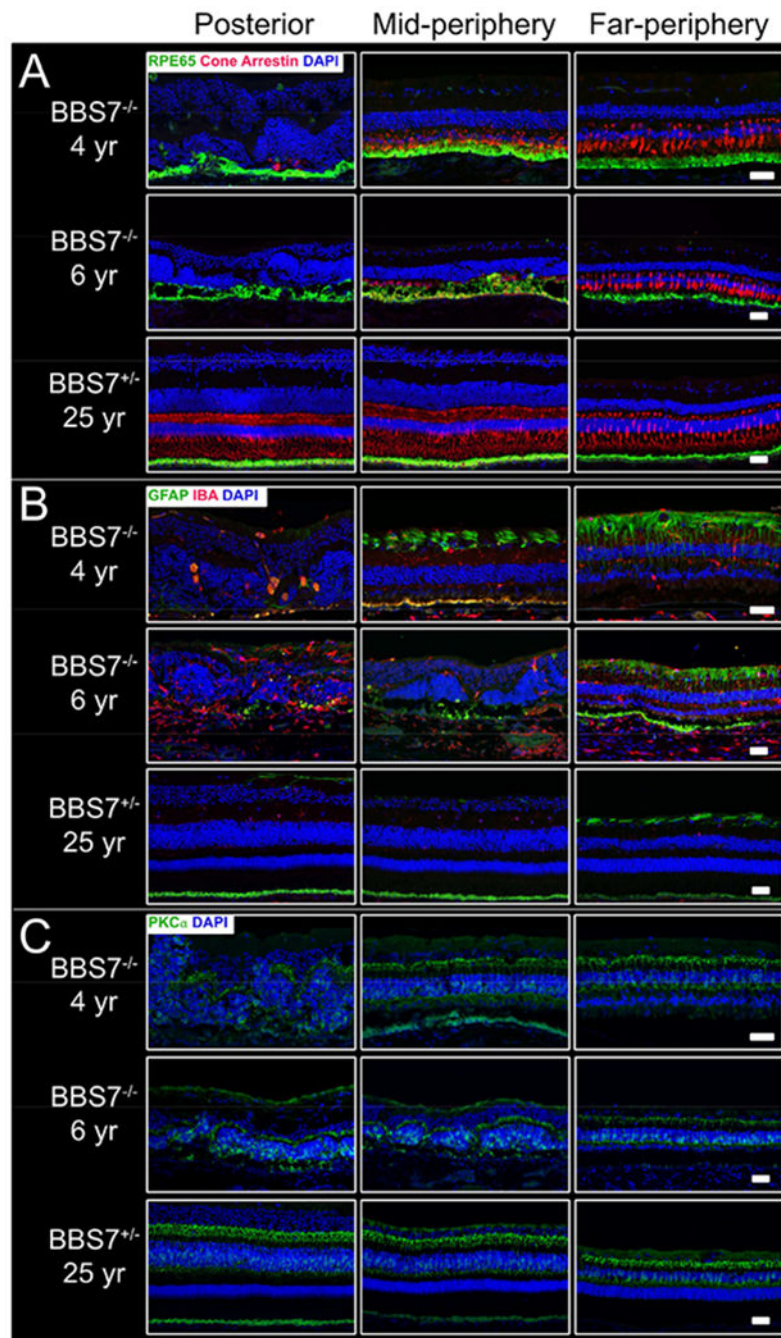 Posterior Mid-periphery Far-periphery
A
RPE65 Cone Arrestin DAPI
BBS7-/-
4 yr
BBS7-/-
6 yr
BBS7+/-
25 yr
B
GFAP IBA DAPI
BBS7-/-
4 yr
BBS7-/-
6 yr
BBS7+/-
25 yr
C
PKCα DAPI
BBS7-/-
4 yr
BBS7-/-
6 yr
BBS7+/-
25 yr